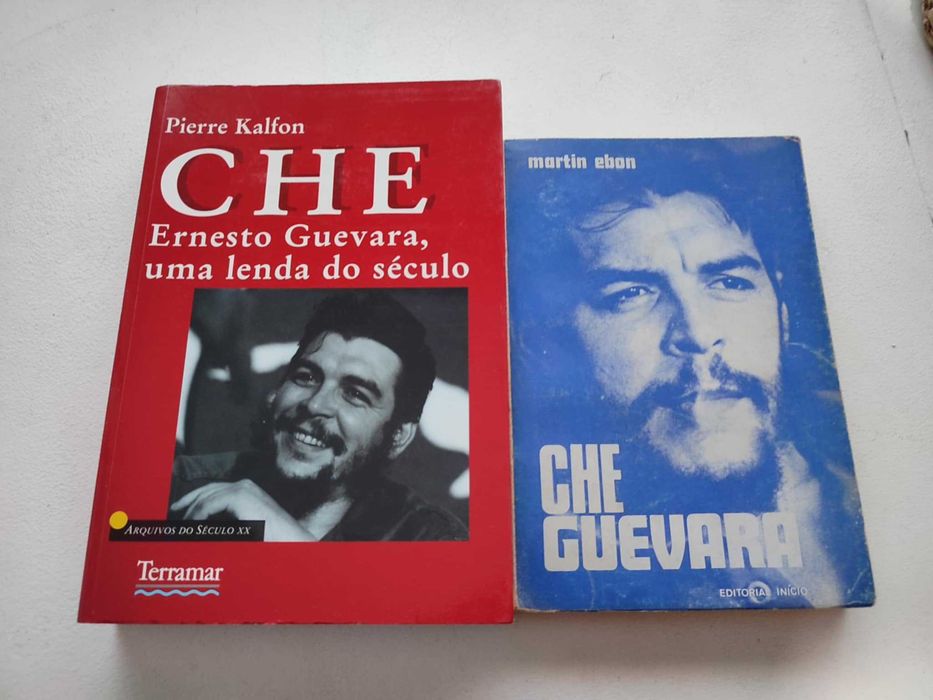 Pierre Kalfon
CHE
Ernesto Guevara,
uma lenda do século
ARQUIVOS DO SÉCULO XX
Terramar
martin ebon
CHE
GUEVARA
EDITORIAL INÍCIO